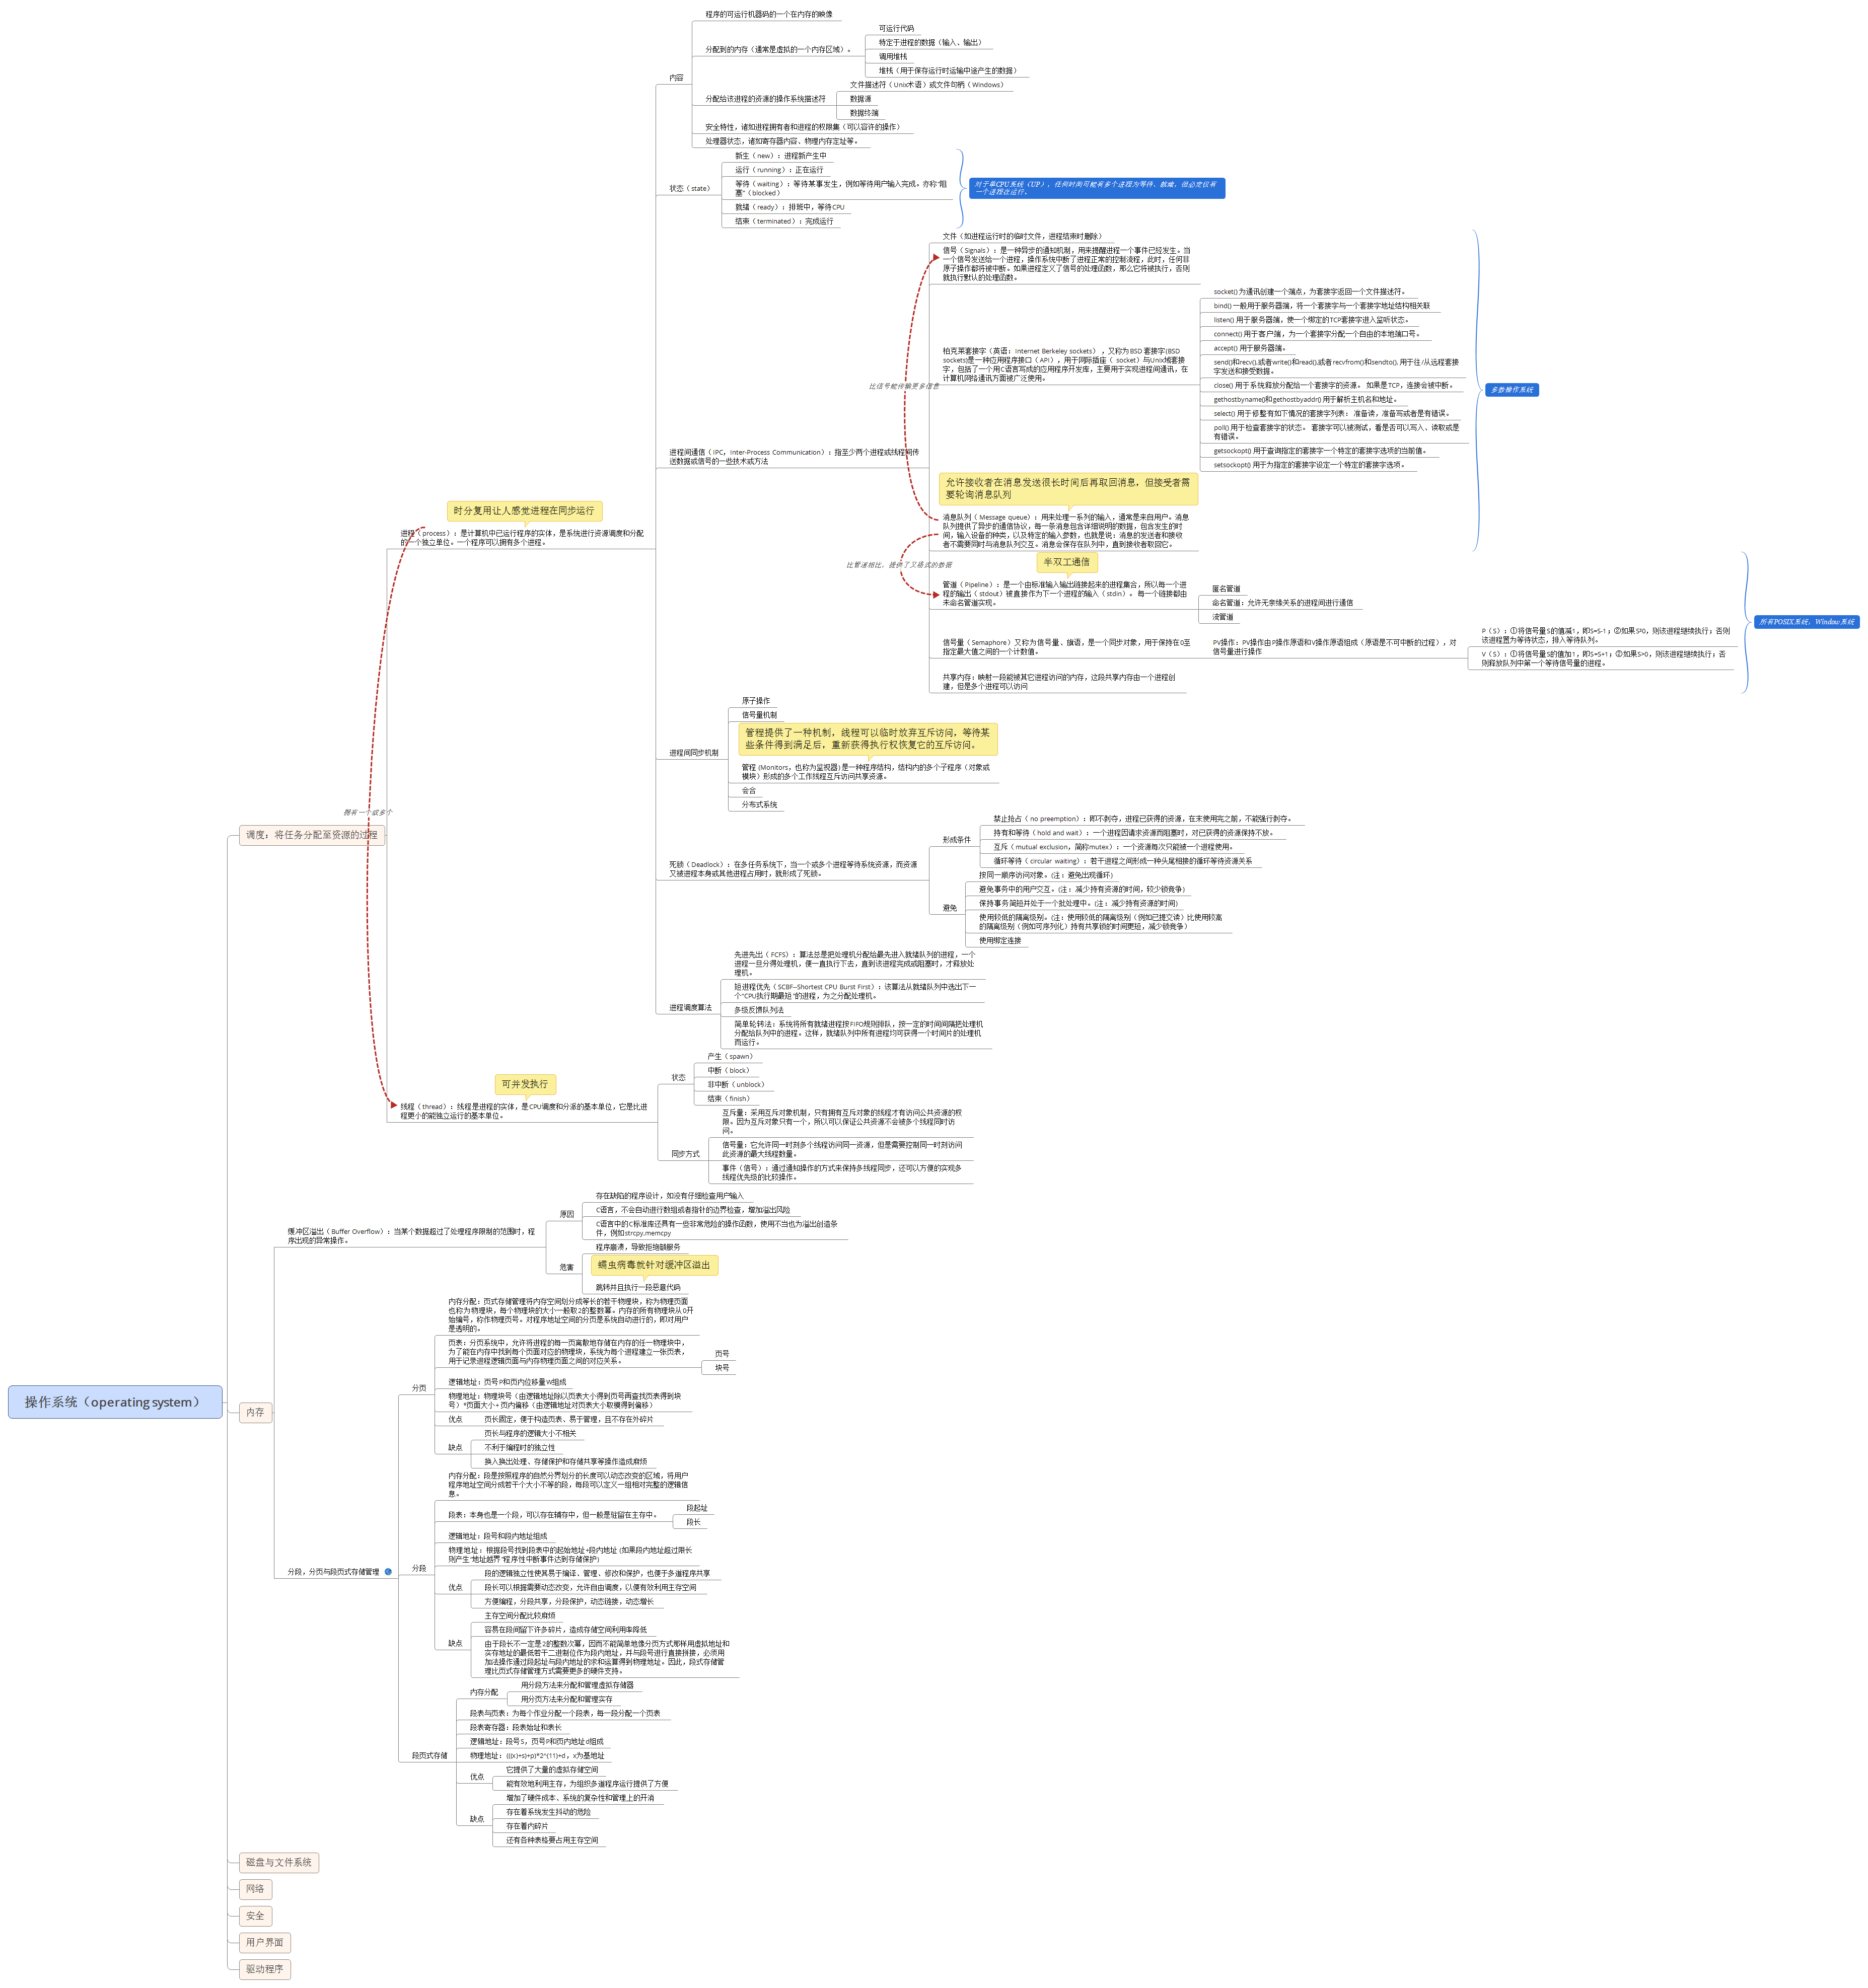 操作系统（operating system）
调度：将任务分配至资源的过程
拥有一个或多个
时分复用让人感觉进程在同步运行
进程（process）：是计算机中已运行程序的实体，是系统进行资源调度和分配
的一个独立单位。一个程序可以拥有多个进程。
内容
程序的可运行机器码的一个在内存的映像
分配到的内存（通常是虚拟的一个内存区域）。
可运行代码
特定于进程的数据（输入、输出）
调用堆栈
堆栈（用于保存运行时运输中途产生的数据）
分配给该进程的资源的操作系统描述符
文件描述符（Unix术语）或文件句柄（Windows）
数据源
数据终端
安全特性，诸如进程拥有者和进程的权限集（可以容许的操作）
处理器状态，诸如寄存器内容、物理内存定址等。
状态（state）
新生（new）：进程新产生中
运行（running）：正在运行
等待（waiting）：等待某事发生，例如等待用户输入完成。亦称“阻
塞”（blocked）
就绪（ready）：排班中，等待CPU
结束（terminated）：完成运行
对于单CPU系统（UP），任何时间可能有多个进程为等待、就绪，但必定仅有
一个进程在运行。
进程间通信（IPC，Inter-Process Communication）：指至少两个进程或线程间传
送数据或信号的一些技术或方法
文件（如进程运行时的临时文件，进程结束时删除）
信号（Signals）：是一种异步的通知机制，用来提醒进程一个事件已经发生。当
一个信号发送给一个进程，操作系统中断了进程正常的控制流程，此时，任何非
原子操作都将被中断。如果进程定义了信号的处理函数，那么它将被执行，否则
就执行默认的处理函数。
柏克莱套接字（英语：Internet Berkeley sockets），又称为BSD 套接字(BSD
sockets)是一种应用程序接口（API），用于网际插座（ socket）与Unix域套接
字，包括了一个用C语言写成的应用程序开发库，主要用于实现进程间通讯，在
计算机网络通讯方面被广泛使用。
socket() 为通讯创建一个端点，为套接字返回一个文件描述符。
bind() 一般用于服务器端，将一个套接字与一个套接字地址结构相关联
listen() 用于服务器端，使一个绑定的TCP套接字进入监听状态。
connect() 用于客户端，为一个套接字分配一个自由的本地端口号。
accept() 用于服务器端。
send()和recv(),或者write()和read(),或者recvfrom()和sendto(), 用于往/从远程套接
字发送和接受数据。
close() 用于系统释放分配给一个套接字的资源。 如果是TCP，连接会被中断。
gethostbyname()和gethostbyaddr() 用于解析主机名和地址。
select() 用于修整有如下情况的套接字列表： 准备读，准备写或者是有错误。
poll() 用于检查套接字的状态。 套接字可以被测试，看是否可以写入、读取或是
有错误。
getsockopt() 用于查询指定的套接字一个特定的套接字选项的当前值。
setsockopt() 用于为指定的套接字设定一个特定的套接字选项。
多数操作系统
比信号能传输更多信息
允许接收者在消息发送很长时间后再取回消息，但接受者需
要轮询消息队列
消息队列（Message queue）：用来处理一系列的输入，通常是来自用户。消息
队列提供了异步的通信协议，每一条消息包含详细说明的数据，包含发生的时
间，输入设备的种类，以及特定的输入参数，也就是说：消息的发送者和接收
者不需要同时与消息队列交互。消息会保存在队列中，直到接收者取回它。
比管道相比，提供了又格式的数据
半双工通信
管道（Pipeline）：是一个由标准输入输出链接起来的进程集合，所以每一个进
程的输出（stdout）被直接作为下一个进程的输入（stdin）。 每一个链接都由
未命名管道实现。
匿名管道
命名管道：允许无亲缘关系的进程间进行通信
流管道
信号量（Semaphore）又称为信号量、旗语，是一个同步对象，用于保持在0至
指定最大值之间的一个计数值。
PV操作：PV操作由P操作原语和V操作原语组成（原语是不可中断的过程），对
信号量进行操作
P（S）：①将信号量S的值减1，即S=S-1；②如果S³0，则该进程继续执行；否则
该进程置为等待状态，排入等待队列。
V（S）：①将信号量S的值加1，即S=S+1；②如果S>0，则该进程继续执行；否
则释放队列中第一个等待信号量的进程。
共享内存：映射一段能被其它进程访问的内存，这段共享内存由一个进程创
建，但是多个进程可以访问
所有POSIX系统，Window系统
进程间同步机制
原子操作
信号量机制
管程提供了一种机制，线程可以临时放弃互斥访问，等待某
些条件得到满足后，重新获得执行权恢复它的互斥访问。
管程 (Monitors，也称为监视器) 是一种程序结构，结构内的多个子程序（对象或
模块）形成的多个工作线程互斥访问共享资源。
会合
分布式系统
死锁（Deadlock）：在多任务系统下，当一个或多个进程等待系统资源，而资源
又被进程本身或其他进程占用时，就形成了死锁。
形成条件
禁止抢占（no preemption）：即不剥夺，进程已获得的资源，在末使用完之前，不能强行剥夺。
持有和等待（hold and wait）：一个进程因请求资源而阻塞时，对已获得的资源保持不放。
互斥（mutual exclusion，简称mutex）：一个资源每次只能被一个进程使用。
循环等待（circular waiting）：若干进程之间形成一种头尾相接的循环等待资源关系
避免
按同一顺序访问对象。(注：避免出现循环)
避免事务中的用户交互。(注：减少持有资源的时间，较少锁竞争)
保持事务简短并处于一个批处理中。(注：减少持有资源的时间)
使用较低的隔离级别。(注：使用较低的隔离级别（例如已提交读）比使用较高
的隔离级别（例如可序列化）持有共享锁的时间更短，减少锁竞争)
使用绑定连接
进程调度算法
先进先出（FCFS）：算法总是把处理机分配给最先进入就绪队列的进程，一个
进程一旦分得处理机，便一直执行下去，直到该进程完成或阻塞时，才释放处
理机。
短进程优先（SCBF--Shortest CPU Burst First）：该算法从就绪队列中选出下一
个“CPU执行期最短”的进程，为之分配处理机。
多级反馈队列法
简单轮转法：系统将所有就绪进程按FIFO规则排队，按一定的时间间隔把处理机
分配给队列中的进程。这样，就绪队列中所有进程均可获得一个时间片的处理机
而运行。
可并发执行
线程（thread）：线程是进程的实体，是CPU调度和分派的基本单位，它是比进
程更小的能独立运行的基本单位。
状态
产生（spawn）
中断（block）
非中断（unblock）
结束（finish）
同步方式
互斥量：采用互斥对象机制，只有拥有互斥对象的线程才有访问公共资源的权
限。因为互斥对象只有一个，所以可以保证公共资源不会被多个线程同时访
问。
信号量：它允许同一时刻多个线程访问同一资源，但是需要控制同一时刻访问
此资源的最大线程数量。
事件（信号）：通过通知操作的方式来保持多线程同步，还可以方便的实现多
线程优先级的比较操作。
内存
缓冲区溢出（Buffer Overflow）：当某个数据超过了处理程序限制的范围时，程
序出现的异常操作。
原因
存在缺陷的程序设计，如没有仔细检查用户输入
C语言，不会自动进行数组或者指针的边界检查，增加溢出风险
C语言中的C标准库还具有一些非常危险的操作函数，使用不当也为溢出创造条
件，例如strcpy,memcpy
危害
程序崩溃，导致拒绝额服务
蠕虫病毒就针对缓冲区溢出
跳转并且执行一段恶意代码
分段，分页与段页式存储管理
分页
内存分配：页式存储管理将内存空间划分成等长的若干物理块，称为物理页面
也称为物理块，每个物理块的大小一般取2的整数幂。内存的所有物理块从0开
始编号，称作物理页号。对程序地址空间的分页是系统自动进行的，即对用户
是透明的。
页表：分页系统中，允许将进程的每一页离散地存储在内存的任一物理块中，
为了能在内存中找到每个页面对应的物理块，系统为每个进程建立一张页表，
用于记录进程逻辑页面与内存物理页面之间的对应关系。
页号
块号
逻辑地址：页号P和页内位移量W组成
物理地址：物理块号（由逻辑地址除以页表大小得到页号再查找页表得到块
号）*页面大小+ 页内偏移（由逻辑地址对页表大小取模得到偏移）
优点
页长固定，便于构造页表、易于管理，且不存在外碎片
缺点
页长与程序的逻辑大小不相关
不利于编程时的独立性
换入换出处理、存储保护和存储共享等操作造成麻烦
分段
内存分配：段是按照程序的自然分界划分的长度可以动态改变的区域，将用户
程序地址空间分成若干个大小不等的段，每段可以定义一组相对完整的逻辑信
息。
段表：本身也是一个段，可以存在辅存中，但一般是驻留在主存中。
段起址
段长
逻辑地址：段号和段内地址组成
物理地址：根据段号找到段表中的起始地址+段内地址 (如果段内地址超过限长
则产生“地址越界”程序性中断事件达到存储保护)
优点
段的逻辑独立性使其易于编译、管理、修改和保护，也便于多道程序共享
段长可以根据需要动态改变，允许自由调度，以便有效利用主存空间
方便编程，分段共享，分段保护，动态链接，动态增长
缺点
主存空间分配比较麻烦
容易在段间留下许多碎片，造成存储空间利用率降低
由于段长不一定是2的整数次幂，因而不能简单地像分页方式那样用虚拟地址和
实存地址的最低若干二进制位作为段内地址，并与段号进行直接拼接，必须用
加法操作通过段起址与段内地址的求和运算得到物理地址。因此，段式存储管
理比页式存储管理方式需要更多的硬件支持。
段页式存储
内存分配
用分段方法来分配和管理虚拟存储器
用分页方法来分配和管理实存
段表与页表：为每个作业分配一个段表，每一段分配一个页表
段表寄存器：段表始址和表长
逻辑地址：段号S，页号P和页内地址d组成
物理地址：(((x)+s)+p)*2^(11)+d，x为基地址
优点
它提供了大量的虚拟存储空间
能有效地利用主存，为组织多道程序运行提供了方便
缺点
增加了硬件成本、系统的复杂性和管理上的开消
存在着系统发生抖动的危险
存在着内碎片
还有各种表格要占用主存空间
磁盘与文件系统
网络
安全
用户界面
驱动程序